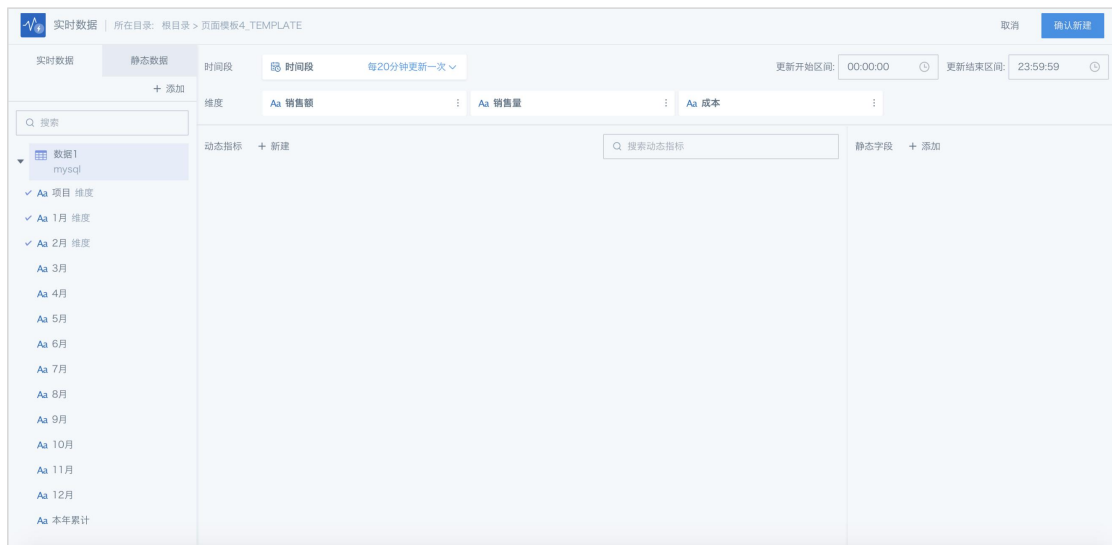 实时数据 所在目录: 根目录 > 页面模板4_TEMPLATE 取消 确认新建
实时数据 静态数据
+ 添加
搜索
数据1
mysql
Aa 项目 维度
Aa 1月 维度
Aa 2月 维度
Aa 3月
Aa 4月
Aa 5月
Aa 6月
Aa 7月
Aa 8月
Aa 9月
Aa 10月
Aa 11月
Aa 12月
Aa 本年累计
时间段 时间段 每20分钟更新一次 更新开始区间: 00:00:00 更新结束区间: 23:59:59
维度 Aa 销售额 Aa 销售量 Aa 成本
动态指标 + 新建 搜索动态指标
静态字段 + 添加